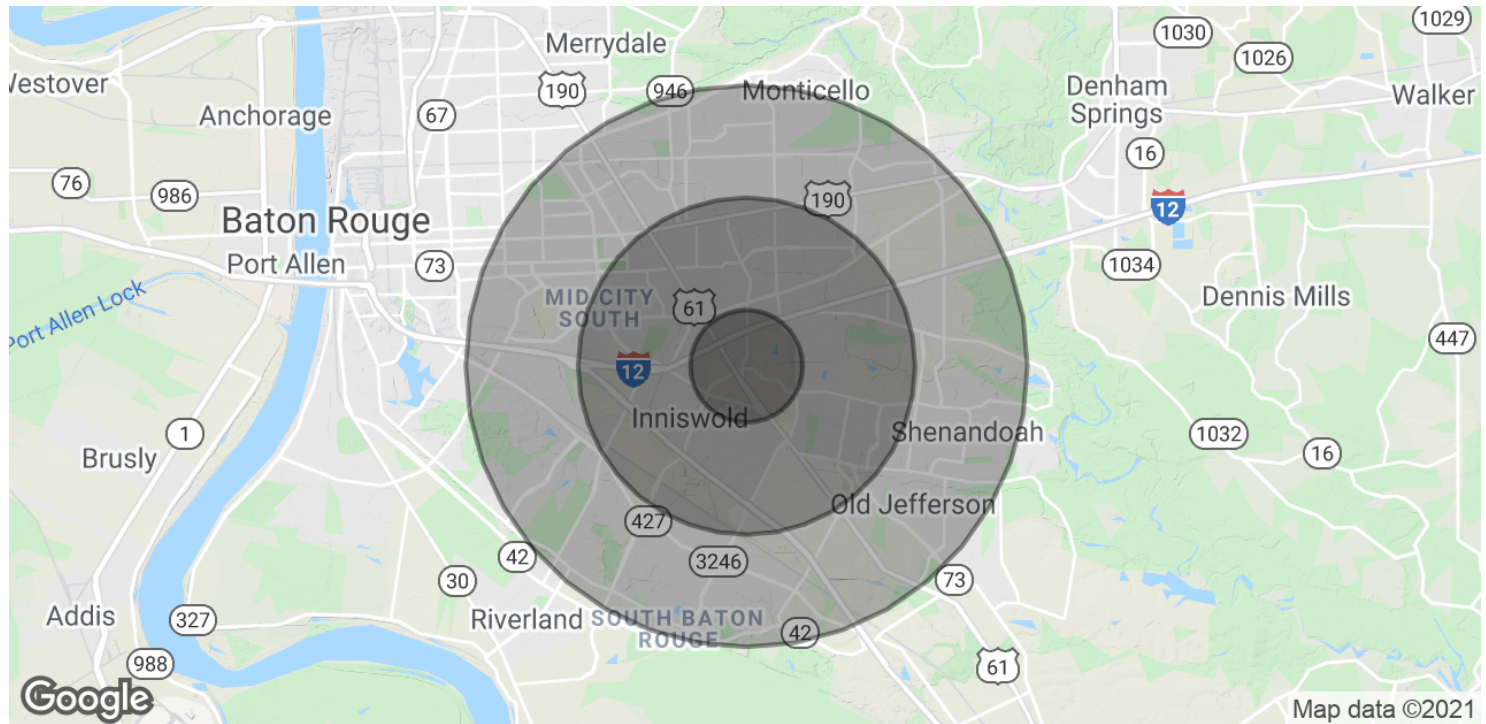 1029
1030
Merrydale
1026
Westover
190
946
Monticello
Denham
Springs
Walker
Anchorage
67
16
76
986
190
12
Baton Rouge
Port Allen
73
1034
MID CITY
SOUTH
61
Dennis Mills
Port Allen Lock
447
12
Inniswold
Shenandoah
1
1032
16
Brusly
Old Jefferson
427
42
3246
30
73
Addis
327
Riverland
SOUTH BATON
ROUGE
42
988
61
Google
Map data ©2021